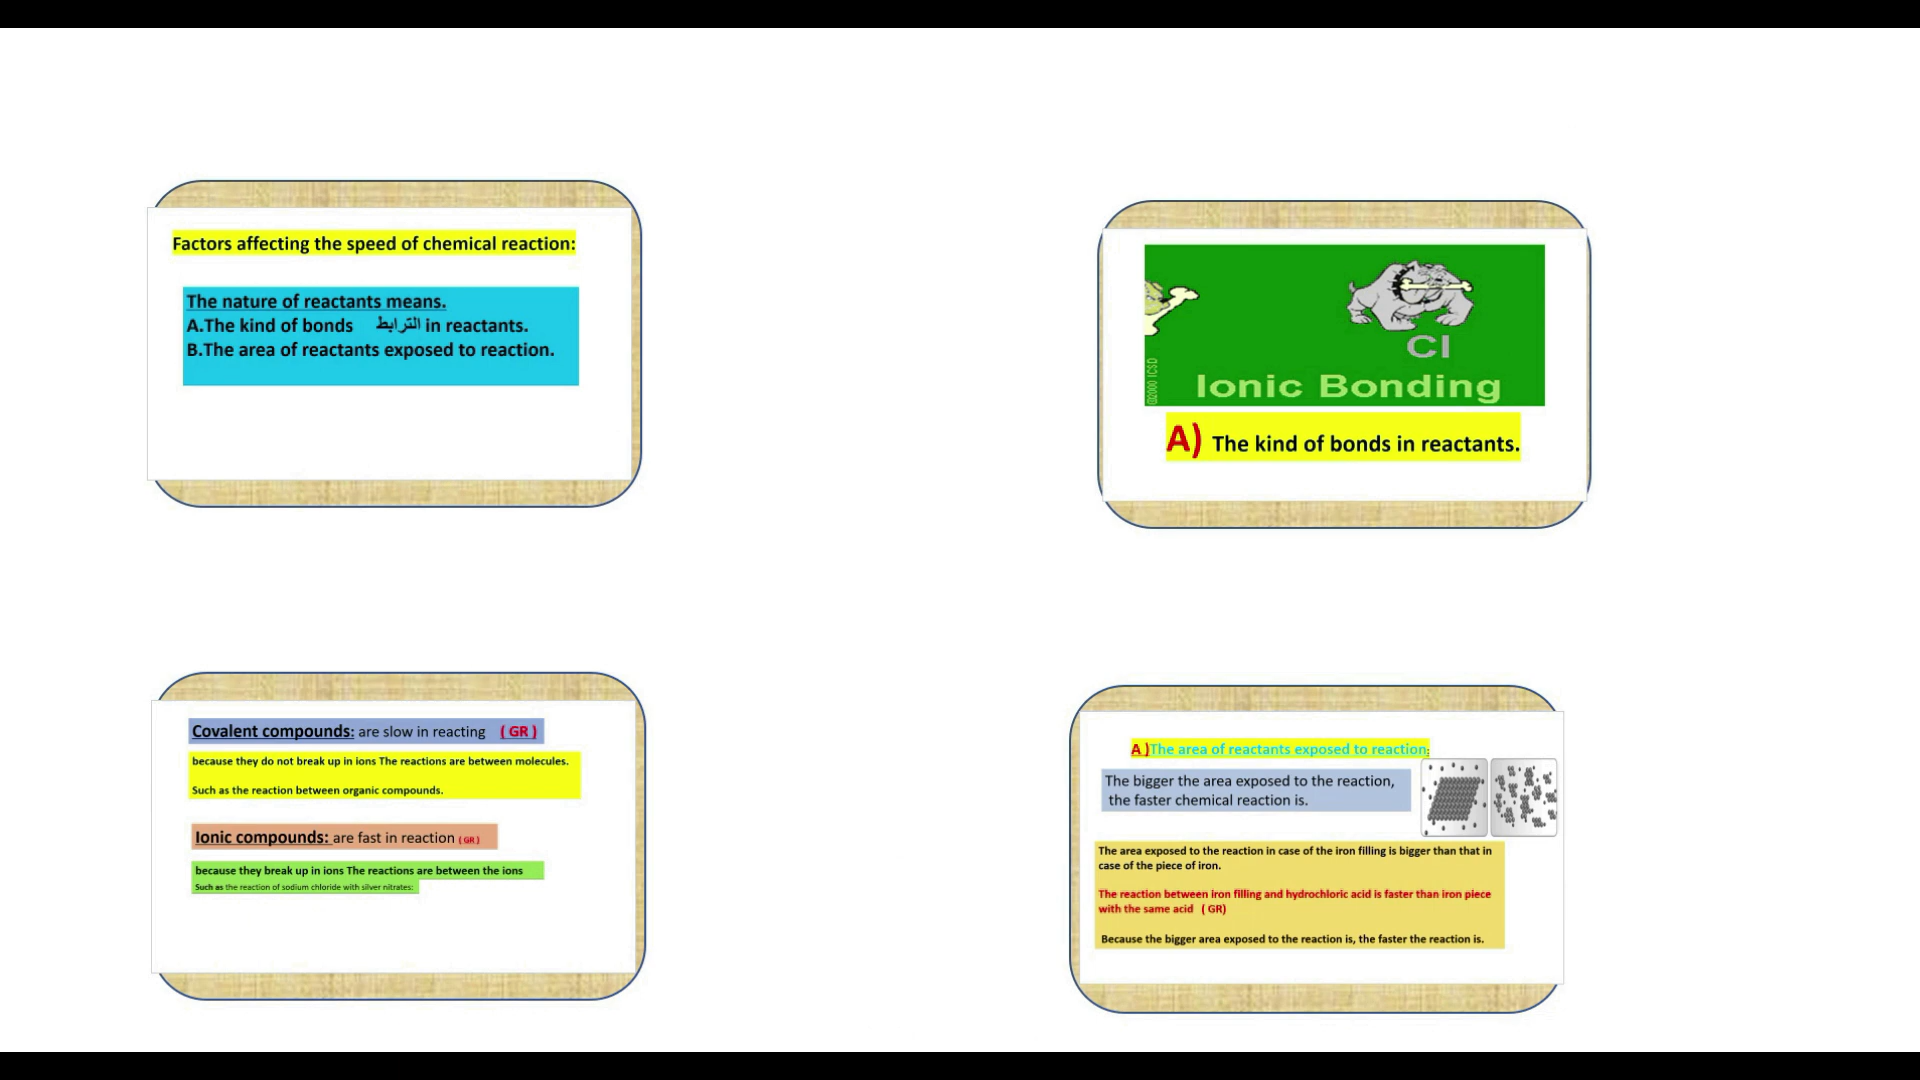 Factors affecting the speed of chemical reaction:
The nature of reactants means.
A.The kind of bonds الترابط in reactants.
B.The area of reactants exposed to reaction.
Cl
Ionic Bonding
©2000 ICSD
A) The kind of bonds in reactants.
Covalent compounds: are slow in reacting ( GR )
because they do not break up in ions The reactions are between molecules.
Such as the reaction between organic compounds.
Ionic compounds: are fast in reaction ( GR )
because they break up in ions The reactions are between the ions
Such as the reaction of sodium chloride with silver nitrates:
A )The area of reactants exposed to reaction:
The bigger the area exposed to the reaction,
the faster chemical reaction is.
The area exposed to the reaction in case of the iron filling is bigger than that in
case of the piece of iron.
The reaction between iron filling and hydrochloric acid is faster than iron piece
with the same acid ( GR)
Because the bigger area exposed to the reaction is, the faster the reaction is.